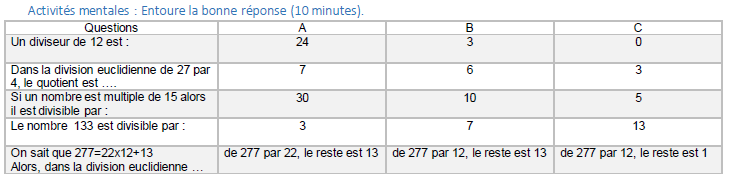 Activités mentales : Entoure la bonne réponse (10 minutes).
Questions A B C
Un diviseur de 12 est : 24 3 0
Dans la division euclidienne de 27 par 7 6 3
4, le quotient est ….
Si un nombre est multiple de 15 alors 30 10 5
il est divisible par :
Le nombre 133 est divisible par : 3 7 13
On sait que 277=22x12+13 de 277 par 22, le reste est 13 de 277 par 12, le reste est 13 de 277 par 12, le reste est 1
Alors, dans la division euclidienne …